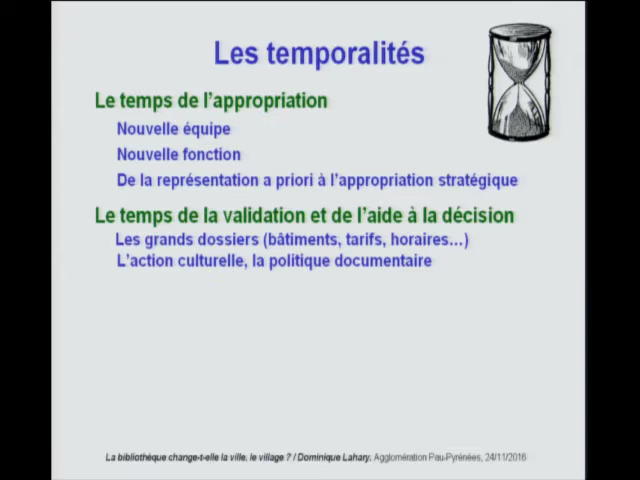 Les temporalités
Le temps de l'appropriation
Nouvelle équipe
Nouvelle fonction
De la représentation a priori à l'appropriation stratégique
Le temps de la validation et de l'aide à la décision
Les grands dossiers (bâtiments, tarifs, horaires…)
L'action culturelle, la politique documentaire
La bibliothèque change-t-elle la ville, le village ? / Dominique Lahary, Agglomération Pau-Pyrénées, 24/11/2016